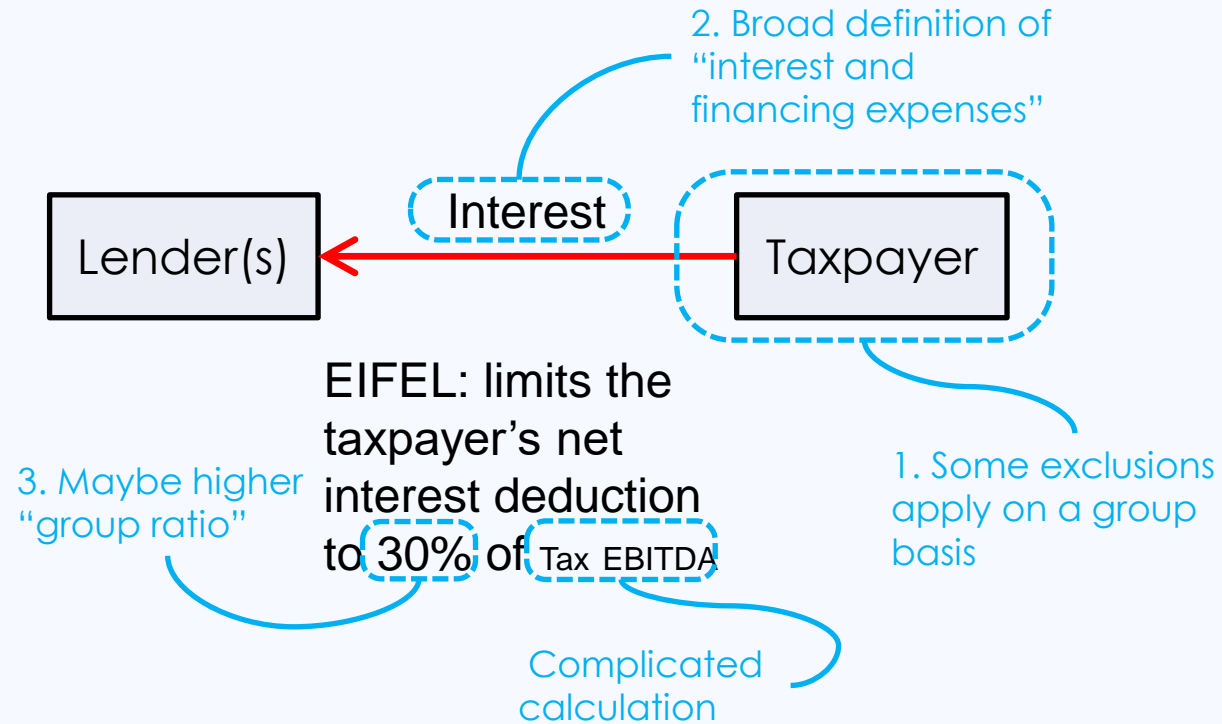 2. Broad definition of
“interest and
financing expenses”
Interest
Lender(s)
Taxpayer
EIFEL: limits the
taxpayer’s net
interest deduction
to 30% of Tax EBITDA
3. Maybe higher
“group ratio”
1. Some exclusions
apply on a group
basis
Complicated
calculation